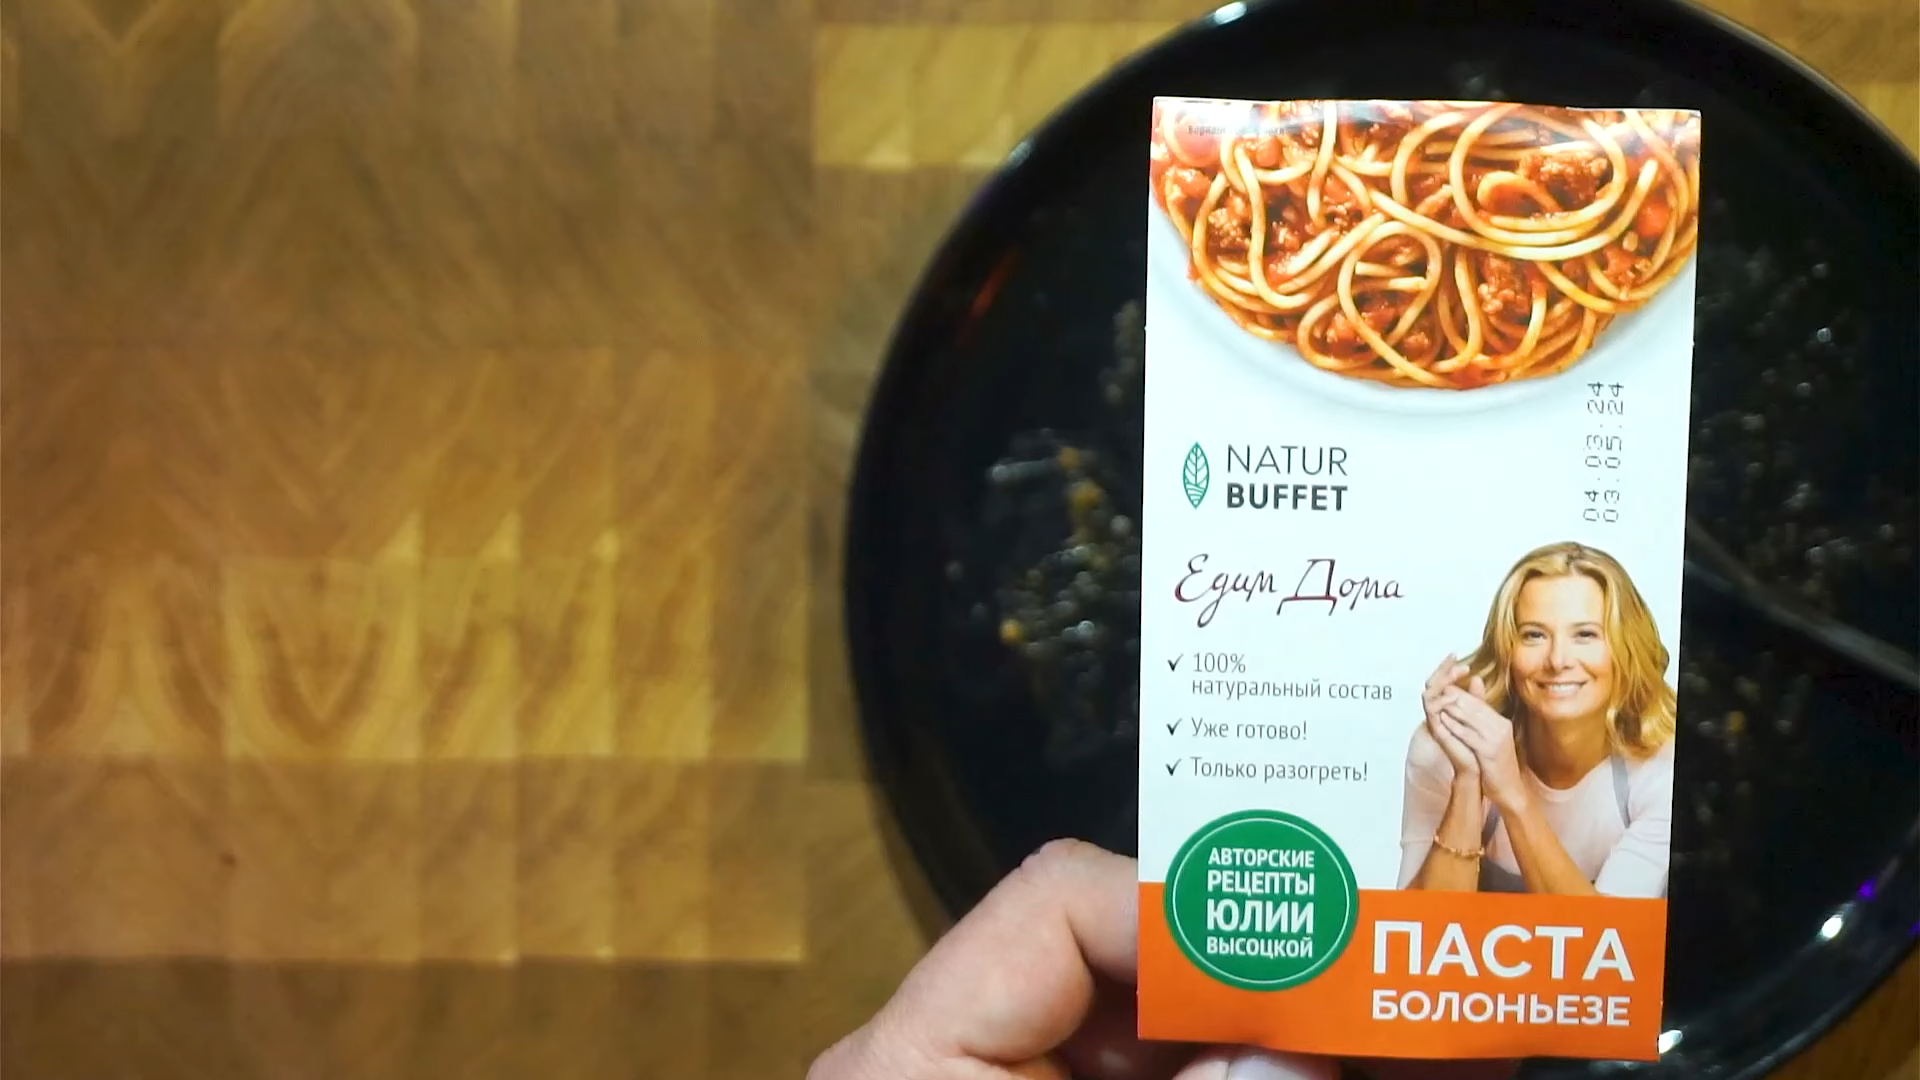 NATUR
BUFFET
04.03:24
03.05:24
Едим Дома
✓ 100%
натуральный состав
✓ Уже готово!
✓ Только разогреть!
АВТОРСКИЕ
РЕЦЕПТЫ
ЮЛИИ
ВЫСОЦКОЙ
ПАСТА
БОЛОНЬЕЗЕ